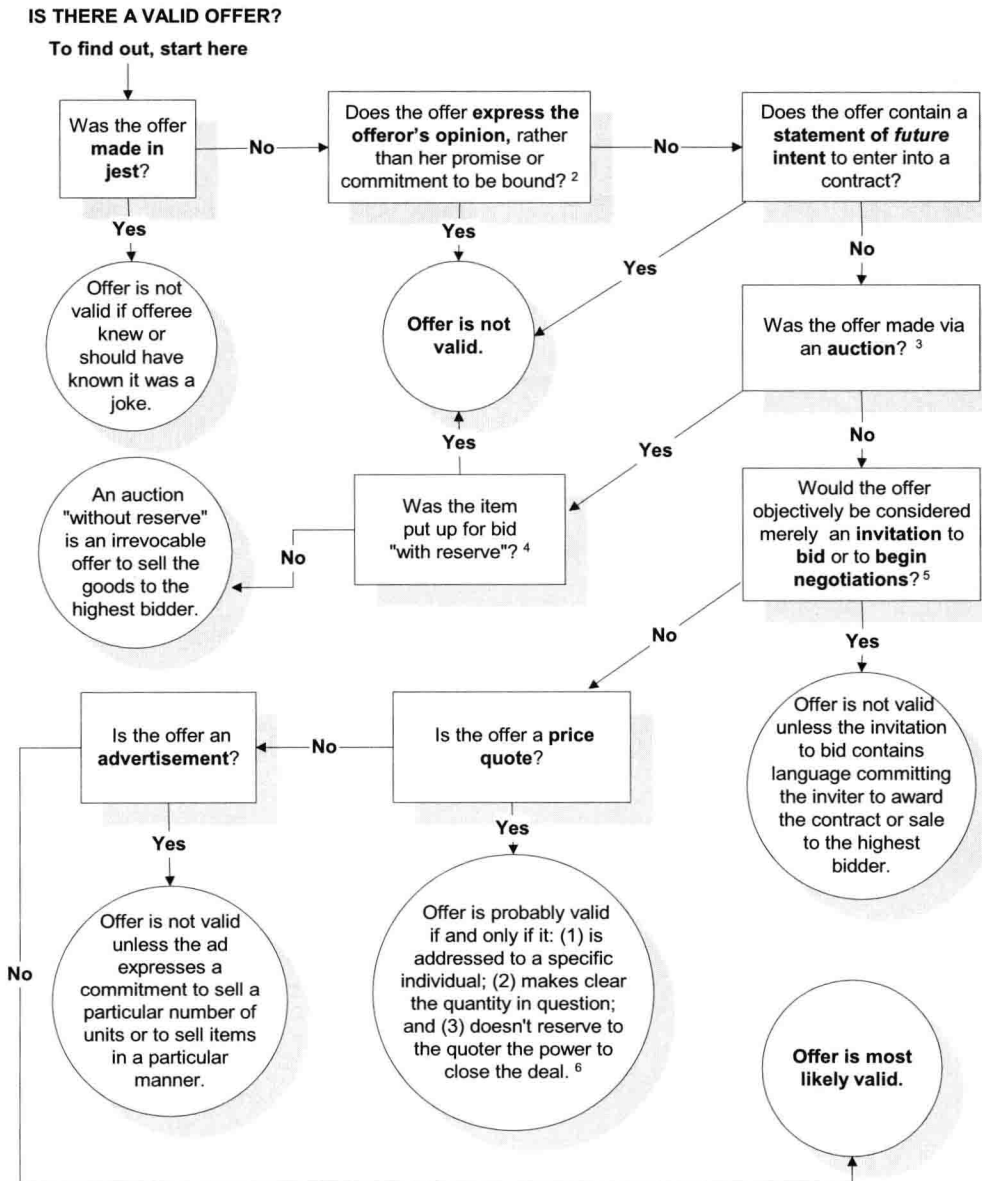 IS THERE A VALID OFFER?
To find out, start here
Was the offer
made in
jest?
No
Does the offer express the
offeror's opinion, rather
than her promise or
commitment to be bound? 2
No
Does the offer contain a
statement of future
intent to enter into a
contract?
Yes
Offer is not
valid if offeree
knew or
should have
known it was a
joke.
Yes
Offer is not
valid.
Yes
No
Was the offer made via
an auction? 3
Yes
Yes
Was the item
put up for bid
"with reserve"? 4
No
An auction
"without reserve"
is an irrevocable
offer to sell the
goods to the
highest bidder.
No
Would the offer
objectively be considered
merely an invitation to
bid or to begin
negotiations? 5
No
Yes
Offer is not valid
unless the invitation
to bid contains
language committing
the inviter to award
the contract or sale
to the highest
bidder.
Is the offer a price
quote?
No
Is the offer an
advertisement?
Yes
Offer is probably valid
if and only if it: (1) is
addressed to a specific
individual; (2) makes clear
the quantity in question;
and (3) doesn't reserve to
the quoter the power to
close the deal. 6
Yes
Offer is not valid
unless the ad
expresses a
commitment to sell a
particular number of
units or to sell items
in a particular
manner.
No
Offer is most
likely valid.